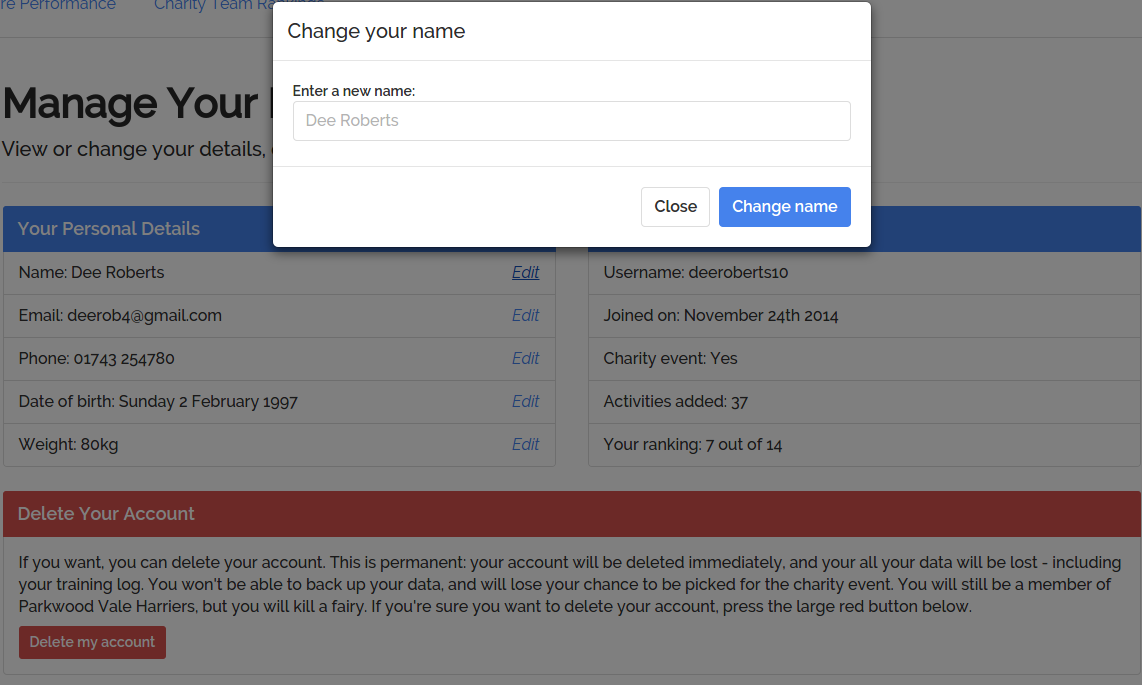 re Performance Charity Team Rankings
Change your name
Enter a new name:
Dee Roberts
Close Change name
Manage Your
View or change your details,
Your Personal Details
Name: Dee Roberts Edit
Email: deerob4@gmail.com Edit
Phone: 01743 254780 Edit
Date of birth: Sunday 2 February 1997 Edit
Weight: 80kg Edit
Username: deeroberts10
Joined on: November 24th 2014
Charity event: Yes
Activities added: 37
Your ranking: 7 out of 14
Delete Your Account
If you want, you can delete your account. This is permanent: your account will be deleted immediately, and your all your data will be lost - including
your training log. You won't be able to back up your data, and will lose your chance to be picked for the charity event. You will still be a member of
Parkwood Vale Harriers, but you will kill a fairy. If you're sure you want to delete your account, press the large red button below.
Delete my account